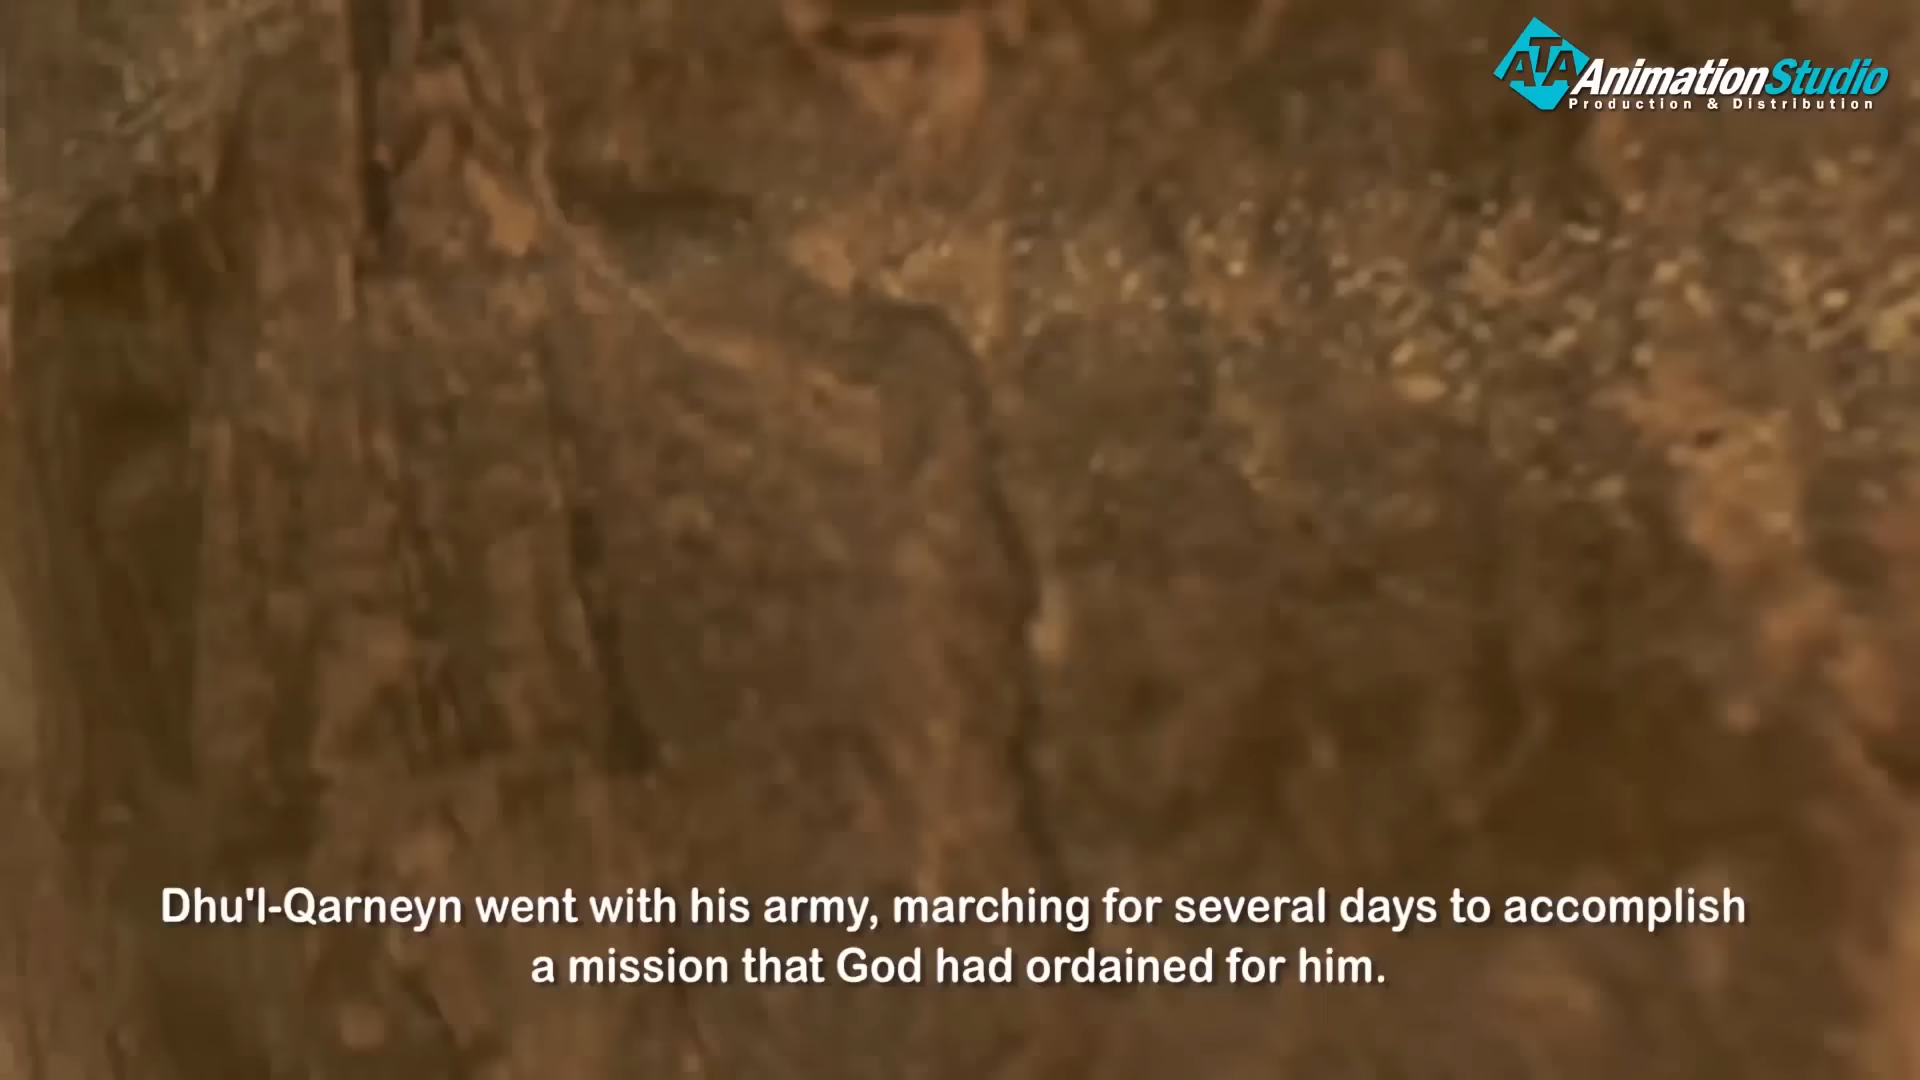 ATA AnimationStudio
Production & Distribution
Dhu'l-Qarneyn went with his army, marching for several days to accomplish
a mission that God had ordained for him.